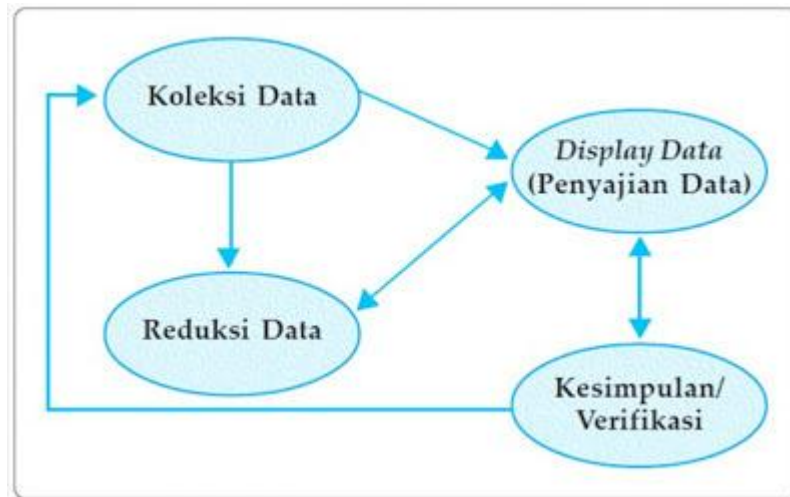 Koleksi Data
Display Data
(Penyajian Data)
Reduksi Data
Kesimpulan/
Verifikasi